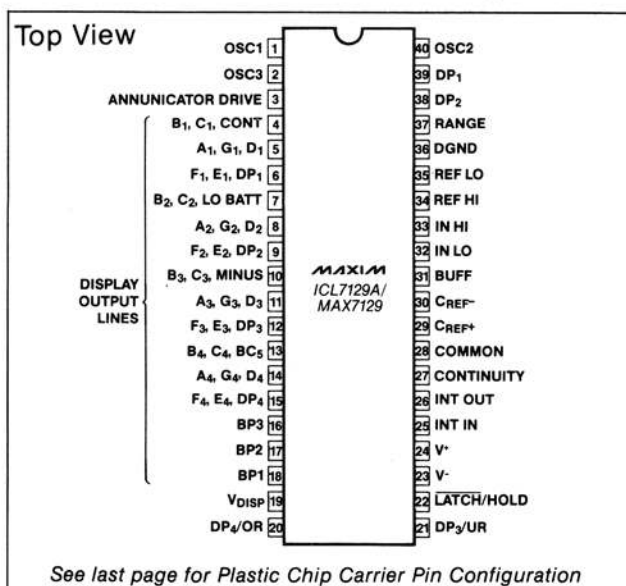 Top View
OSC1 1
40 OSC2
OSC3 2
39 DP1
ANNUNICATOR DRIVE 3
38 DP2
B1, C1, CONT 4
37 RANGE
A1, G1, D1 5
36 DGND
F1, E1, DP1 6
35 REF LO
B2, C2, LO BATT 7
34 REF HI
A2, G2, D2 8
33 IN HI
F2, E2, DP2 9
32 IN LO
B3, C3, MINUS 10
31 BUFF
A3, G3, D3 11
30 CREF-
F3, E3, DP3 12
29 CREF+
B4, C4, BC5 13
28 COMMON
A4, G4, D4 14
27 CONTINUITY
F4, E4, DP4 15
26 INT OUT
BP3 16
25 INT IN
BP2 17
24 V+
BP1 18
23 V-
VDISP 19
22 LATCH/HOLD
DP4/OR 20
21 DP3/UR
DISPLAY
OUTPUT
LINES
MAXIM
ICL7129A/
MAX7129
See last page for Plastic Chip Carrier Pin Configuration